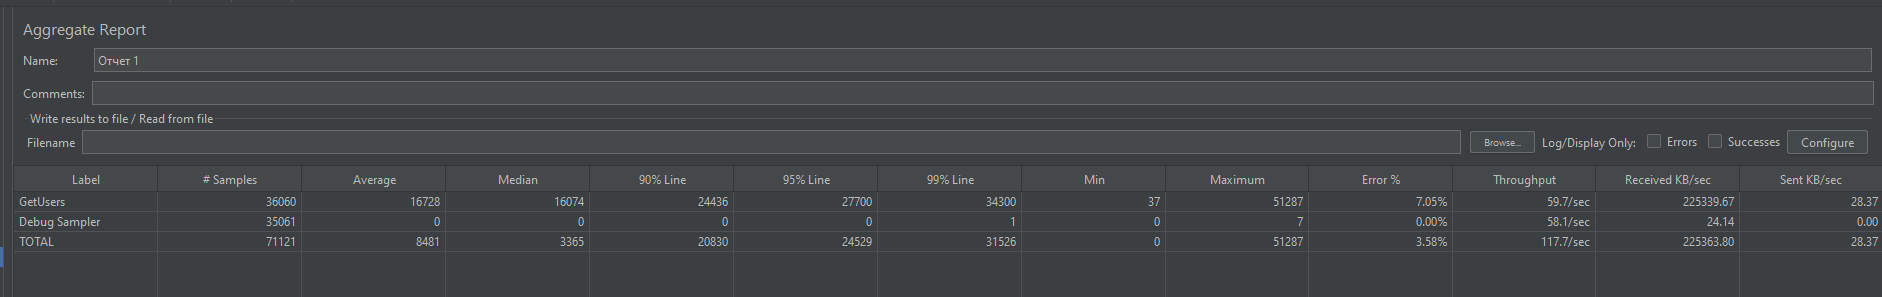 Aggregate Report
Name: Отчет 1
Comments:
Write results to file / Read from file
Filename Browse... Log/Display Only: Errors Successes Configure
Label # Samples Average Median 90% Line 95% Line 99% Line Min Maximum Error % Throughput Received KB/sec Sent KB/sec
GetUsers 36060 16728 16074 24436 27700 34300 37 51287 7.05% 59.7/sec 225339.67 28.37
Debug Sampler 35061 0 0 0 0 1 0 7 0.00% 58.1/sec 24.14 0.00
TOTAL 71121 8481 3365 20830 24529 31526 0 51287 3.58% 117.7/sec 225363.80 28.37